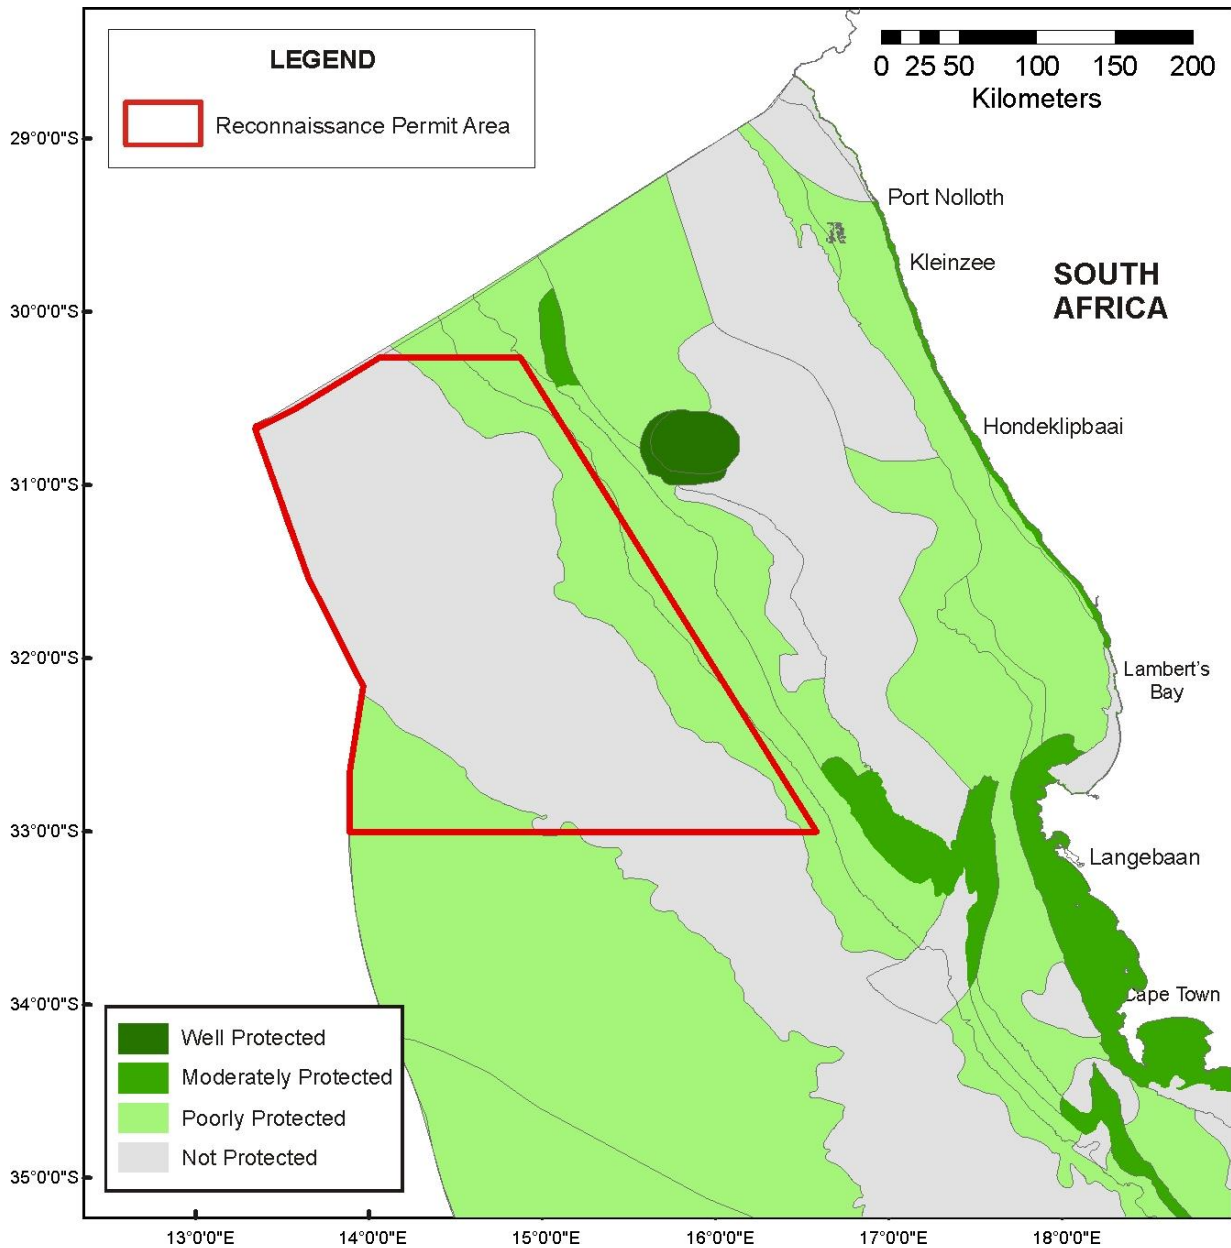 LEGEND
Reconnaissance Permit Area
0 25 50 100 150 200
Kilometers
29°0'0"S
30°0'0"S
31°0'0"S
32°0'0"S
33°0'0"S
34°0'0"S
35°0'0"S
Port Nolloth
Kleinzee
SOUTH
AFRICA
Hondeklipbaai
Lambert's
Bay
Langebaan
Cape Town
Well Protected
Moderately Protected
Poorly Protected
Not Protected
13°0'0"E 14°0'0"E 15°0'0"E 16°0'0"E 17°0'0"E 18°0'0"E